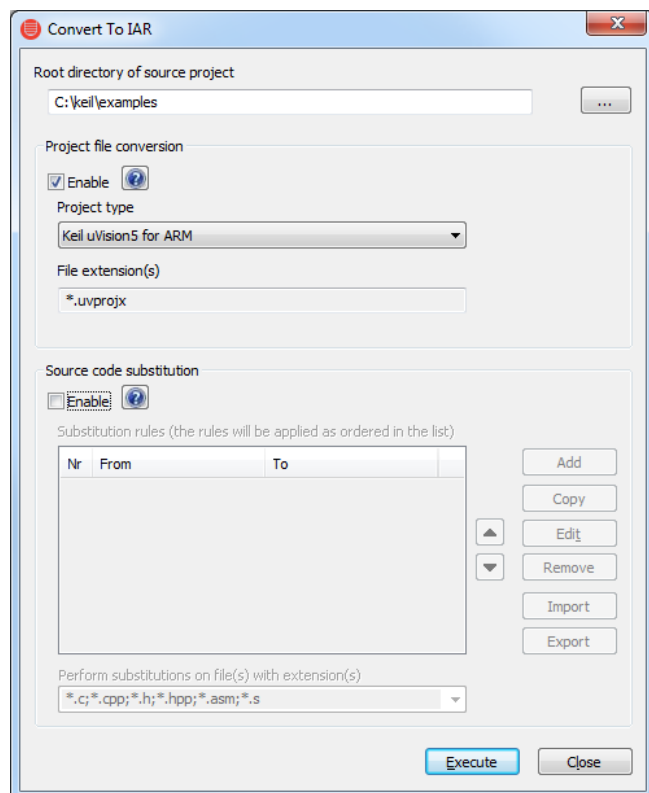 Convert To IAR
Root directory of source project
C:\keil\examples
...
Project file conversion
Enable
Project type
Keil uVision5 for ARM
File extension(s)
*.uvprojx
Source code substitution
Enable
Substitution rules (the rules will be applied as ordered in the list)
Nr From To
Add
Copy
Edit
Remove
Import
Export
Perform substitutions on file(s) with extension(s)
*.c;*.cpp;*.h;*.hpp;*.asm;*.s
Execute Close